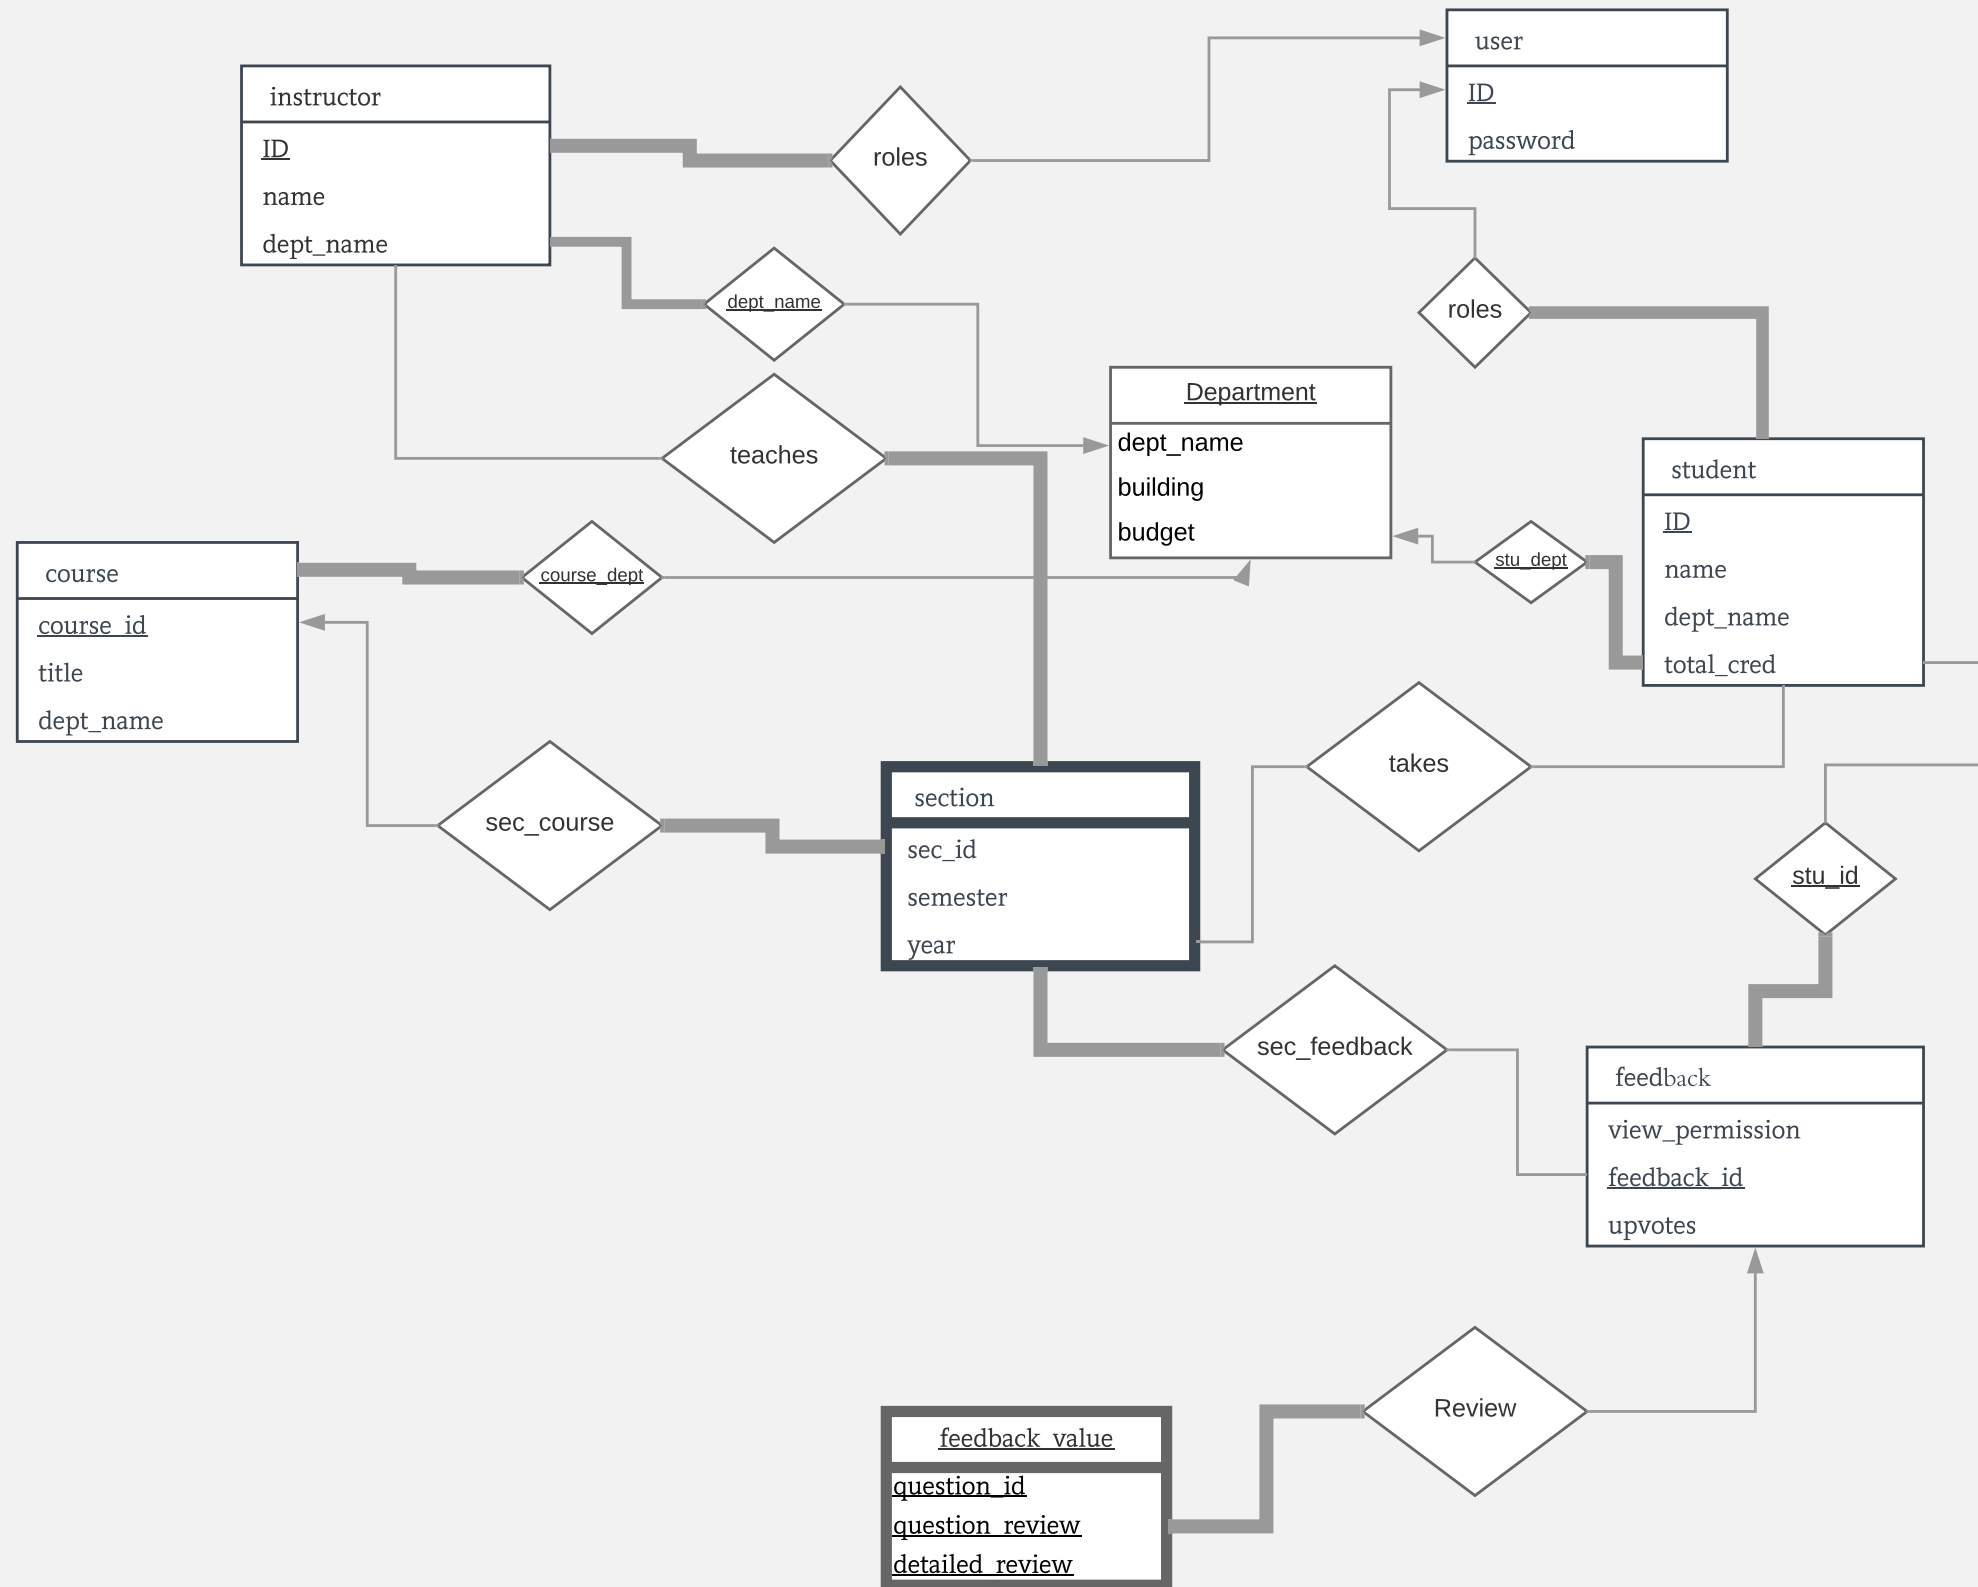 user
ID
password
instructor
ID
name
dept_name
roles
dept_name
roles
Department
dept_name
building
budget
teaches
student
ID
name
dept_name
total_cred
course
course_id
title
dept_name
course_dept
stu_dept
takes
sec_course
section
sec_id
semester
year
stu_id
sec_feedback
feedback
view_permission
feedback_id
upvotes
Review
feedback_value
question_id
question_review
detailed_review